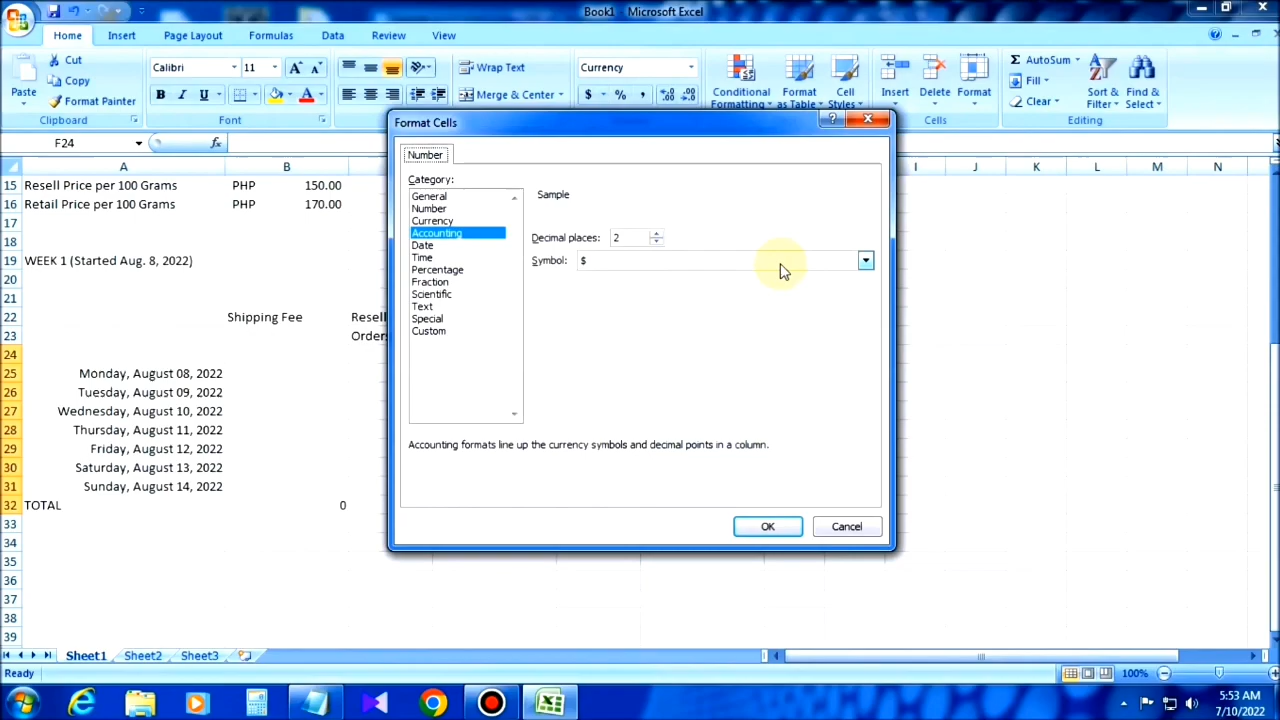 Book1 - Microsoft Excel
Home Insert Page Layout Formulas Data Review View
Cut
Copy
Format Painter
Paste
Clipboard
Calibri 11
B I U A
Font
Wrap Text
Merge & Center
Currency
$ % ,
Conditional Formatting
Format as Table
Cell Styles
Insert
Delete
Format
Cells
Σ AutoSum
Fill
Clear
Sort & Filter
Find & Select
Editing
F24 fx
A B I J K L M N
15 Resell Price per 100 Grams PHP 150.00
16 Retail Price per 100 Grams PHP 170.00
17
18
19 WEEK 1 (Started Aug. 8, 2022)
20
21
22 Shipping Fee Resell
23 Orders
24
25 Monday, August 08, 2022
26 Tuesday, August 09, 2022
27 Wednesday, August 10, 2022
28 Thursday, August 11, 2022
29 Friday, August 12, 2022
30 Saturday, August 13, 2022
31 Sunday, August 14, 2022
32 TOTAL 0
33
34
35
36
37
38
39
Format Cells
Number
Category:
General
Number
Currency
Accounting
Date
Time
Percentage
Fraction
Scientific
Text
Special
Custom
Sample
Decimal places: 2
Symbol: $
Accounting formats line up the currency symbols and decimal points in a column.
OK Cancel
Sheet1 Sheet2 Sheet3
Ready 100%
5:53 AM
7/10/2022